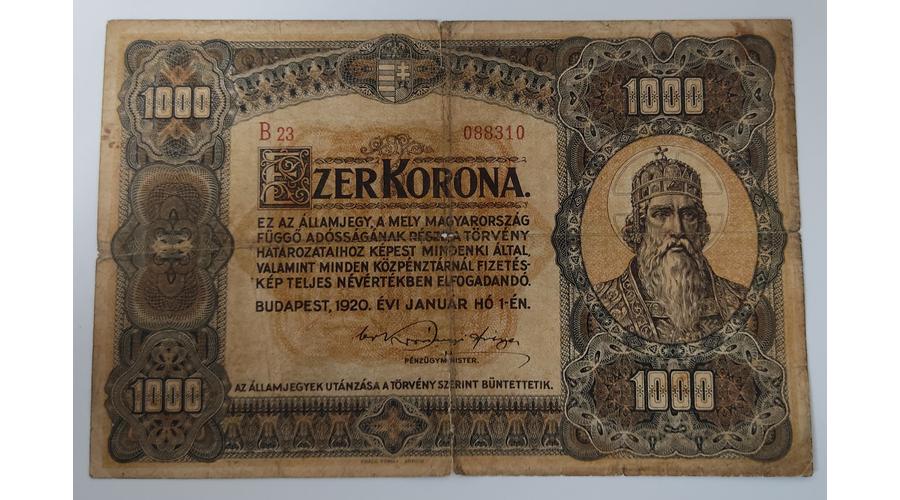 1000
1000
B 23
088310
EZER KORONA.
EZ AZ ÁLLAMJEGY, A MELY MAGYARORSZÁG
FÜGGŐ ADÓSSÁGÁNAK RÉSZE, A TÖRVÉNY
HATÁROZATAIHOZ KÉPEST MINDENKI ÁLTAL,
VALAMINT MINDEN KÖZPÉNZTÁRNÁL FIZETÉS-
KÉP TELJES NÉVÉRTÉKBEN ELFOGADANDÓ.
BUDAPEST, 1920. ÉVI JANUÁR HÓ 1-ÉN.
PÉNZÜGYMINISTER.
1000
1000
AZ ÁLLAMJEGYEK UTÁNZÁSA A TÖRVÉNY SZERINT BÜNTETTETIK.